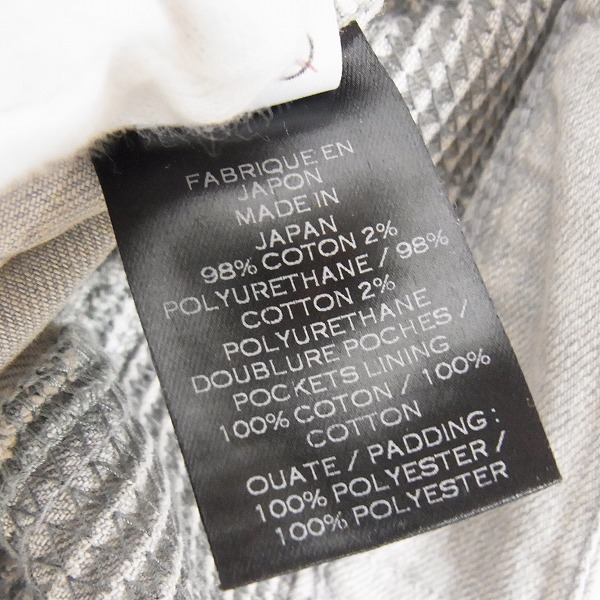 FABRIQUE EN
JAPON
MADE IN
JAPAN
98% COTON 2%
POLYURETHANE / 98%
COTTON 2%
POLYURETHANE
DOUBLURE POCHES /
POCKETS LINING
100% COTON / 100%
COTTON
OUATE / PADDING :
100% POLYESTER /
100% POLYESTER